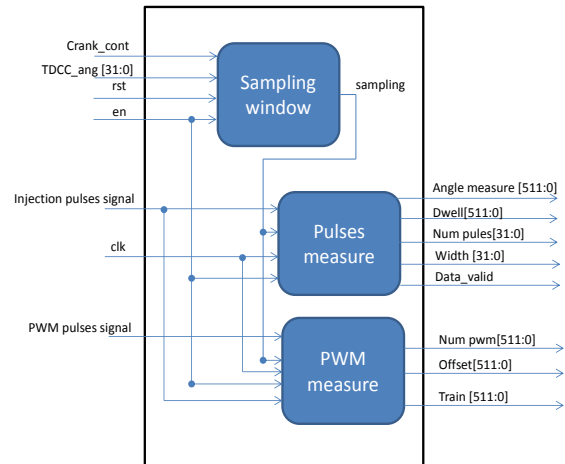 Crank_cont
TDCC_ang [31:0]
rst
en
Sampling
window
sampling
Injection pulses signal
clk
Pulses
measure
Angle measure [511:0]
Dwell[511:0]
Num pules[31:0]
Width [31:0]
Data_valid
PWM pulses signal
PWM
measure
Num pwm[511:0]
Offset[511:0]
Train [511:0]